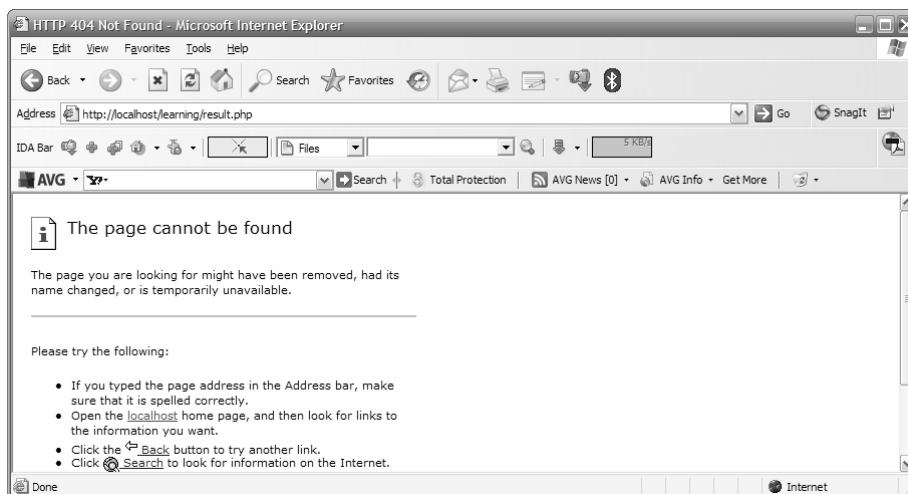 HTTP 404 Not Found - Microsoft Internet Explorer
File Edit View Favorites Tools Help
Back Search Favorites
Address http://localhost/learning/result.php Go SnagIt
IDA Bar Files 5 KB/s
AVG Y! Search Total Protection AVG News [0] AVG Info Get More
The page cannot be found
The page you are looking for might have been removed, had its
name changed, or is temporarily unavailable.
Please try the following:
If you typed the page address in the Address bar, make
sure that it is spelled correctly.
Open the localhost home page, and then look for links to
the information you want.
Click the Back button to try another link.
Click Search to look for information on the Internet.
Done Internet